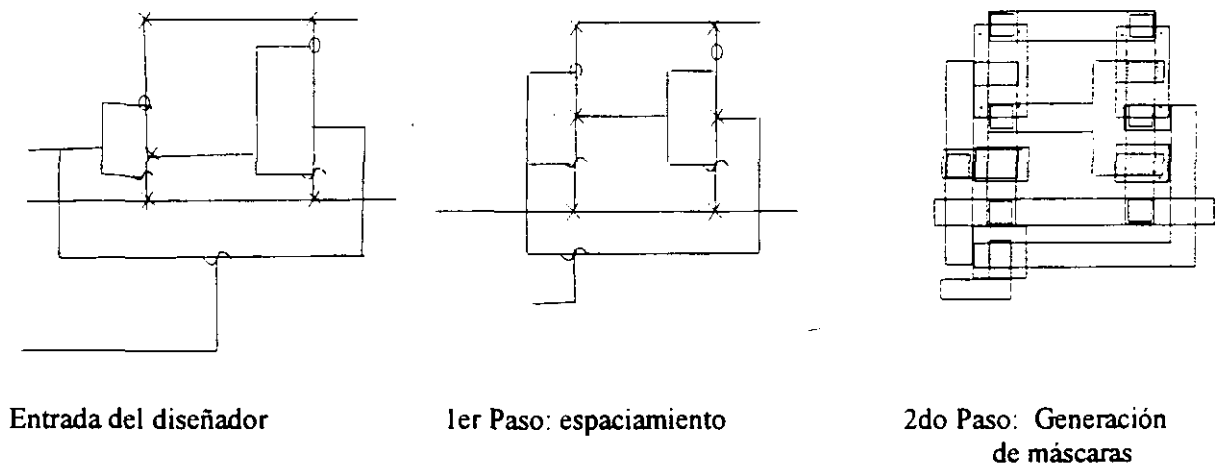 Entrada del diseñador
1er Paso: espaciamiento
2do Paso: Generación
de máscaras